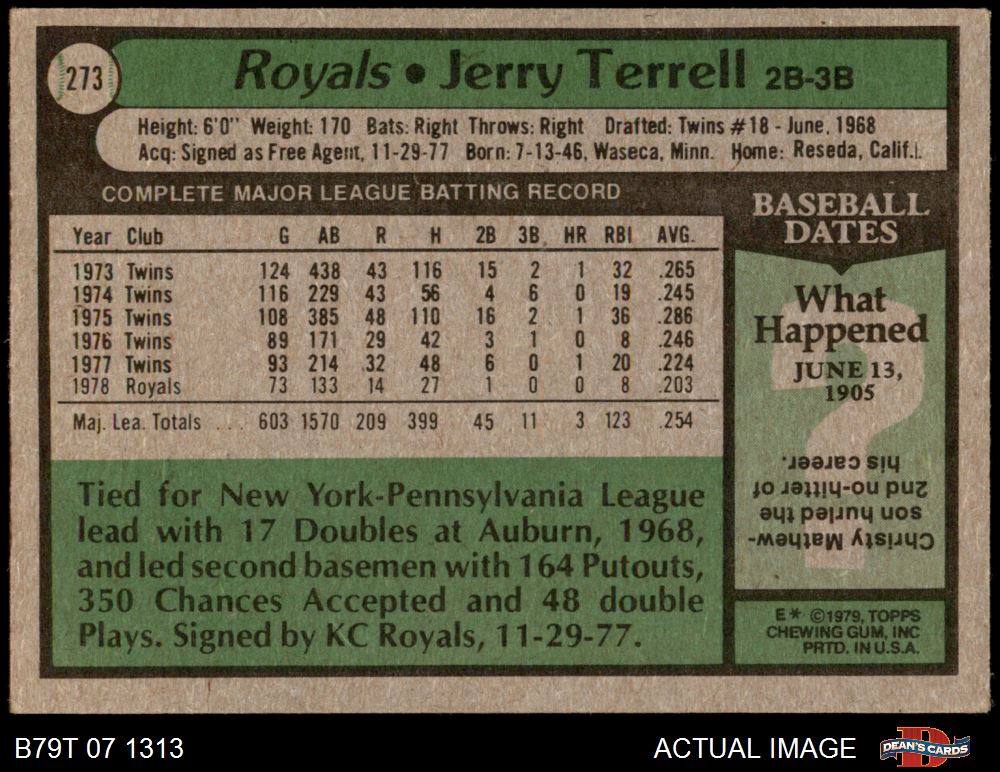 273
Royals • Jerry Terrell 2B-3B
Height: 6'0" Weight: 170 Bats: Right Throws: Right Drafted: Twins #18 - June, 1968
Acq: Signed as Free Agent, 11-29-77 Born: 7-13-46, Waseca, Minn. Home: Reseda, Calif.
COMPLETE MAJOR LEAGUE BATTING RECORD
Year Club G AB R H 2B 3B HR RBI AVG.
1973 Twins 124 438 43 116 15 2 1 32 .265
1974 Twins 116 229 43 56 4 6 0 19 .245
1975 Twins 108 385 48 110 16 2 1 36 .286
1976 Twins 89 171 29 42 3 1 0 8 .246
1977 Twins 93 214 32 48 6 0 1 20 .224
1978 Royals 73 133 14 27 1 0 0 8 .203
Maj. Lea. Totals ... 603 1570 209 399 45 11 3 123 .254
Tied for New York-Pennsylvania League
lead with 17 Doubles at Auburn, 1968,
and led second basemen with 164 Putouts,
350 Chances Accepted and 48 double
Plays. Signed by KC Royals, 11-29-77.
BASEBALL
DATES
What
Happened
JUNE 13,
1905
?
Christy Mathew-
son hurled the
2nd no-hitter of
his career.
E* ©1979, TOPPS
CHEWING GUM, INC
PRTD. IN U.S.A.
B79T 07 1313
ACTUAL IMAGE
D
DEAN'S CARDS